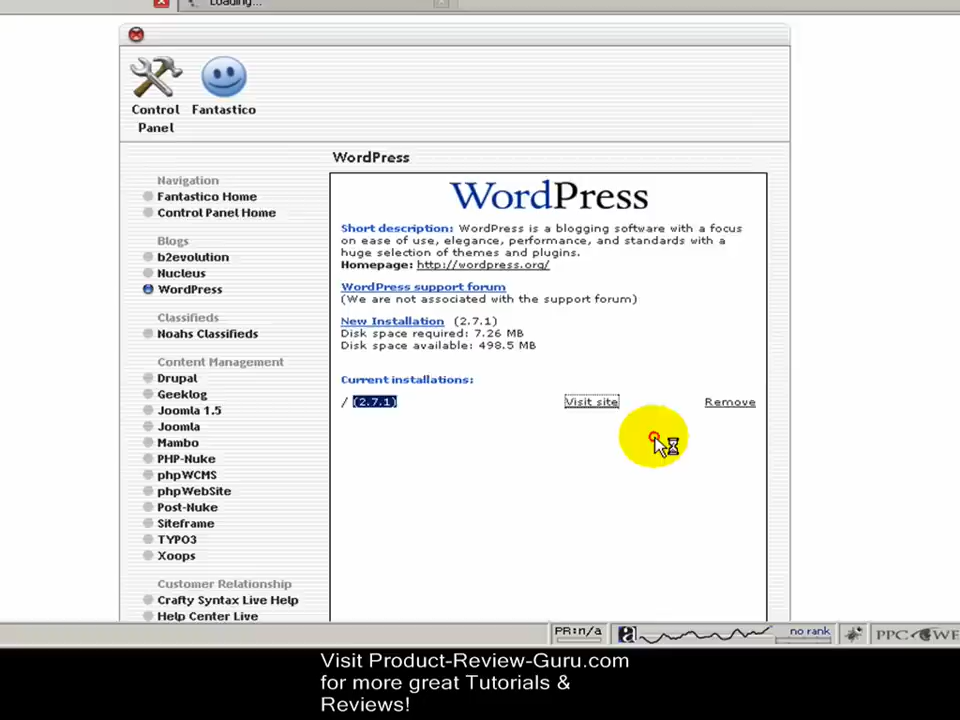 Loading...
Control
Panel
Fantastico
WordPress
Navigation
Fantastico Home
Control Panel Home
Blogs
b2evolution
Nucleus
WordPress
Classifieds
Noahs Classifieds
Content Management
Drupal
Geeklog
Joomla 1.5
Joomla
Mambo
PHP-Nuke
phpWCMS
phpWebSite
Post-Nuke
Siteframe
TYPO3
Xoops
Customer Relationship
Crafty Syntax Live Help
Help Center Live
WordPress
Short description: WordPress is a blogging software with a focus
on ease of use, elegance, performance, and standards with a
huge selection of themes and plugins.
Homepage: http://wordpress.org/
WordPress support forum
(We are not associated with the support forum)
New Installation (2.7.1)
Disk space required: 7.26 MB
Disk space available: 498.5 MB
Current installations:
/ (2.7.1) Visit site Remove
PR:n/a no rank PPC
Visit Product-Review-Guru.com
for more great Tutorials &
Reviews!